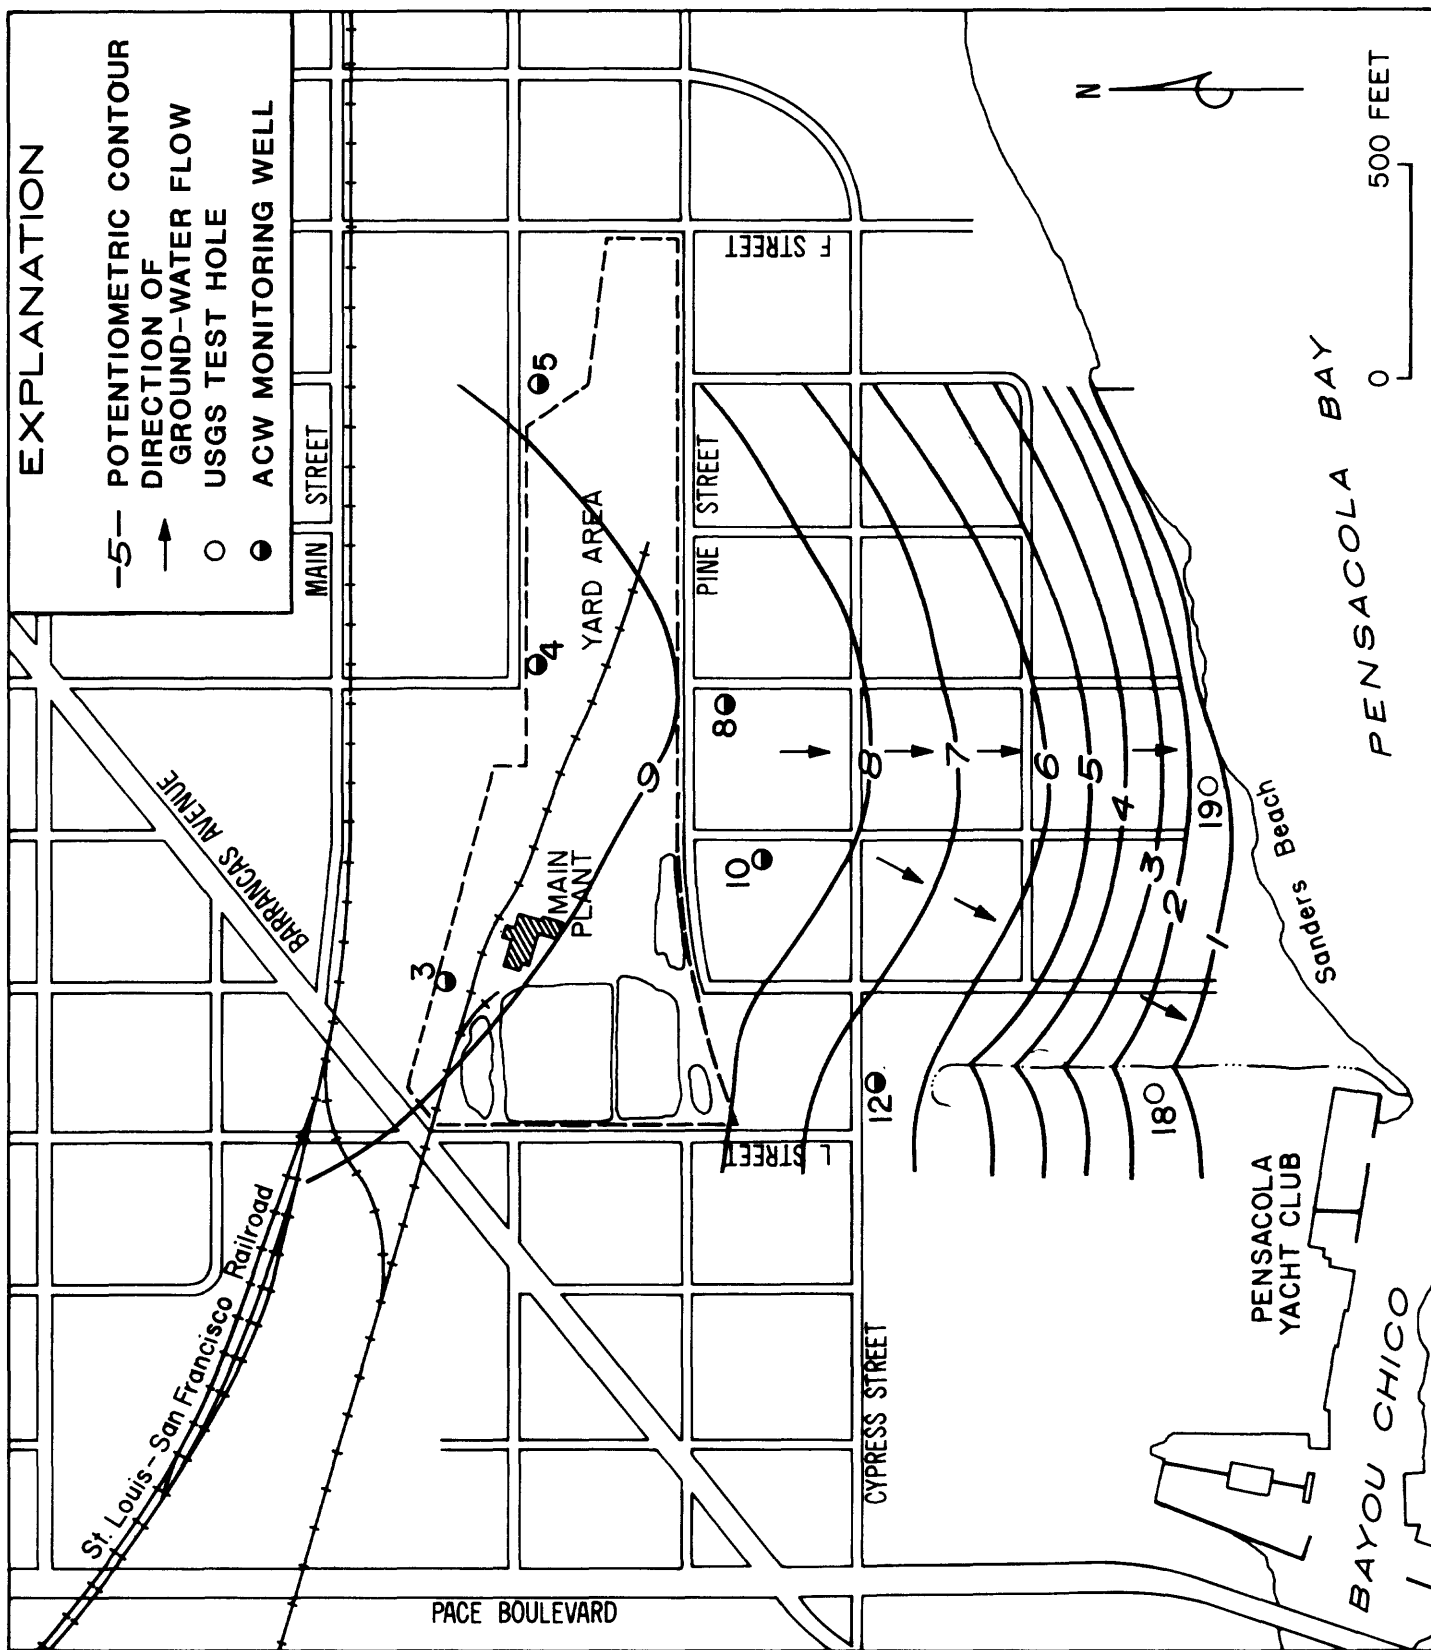 EXPLANATION
-5- POTENTIOMETRIC CONTOUR
DIRECTION OF
GROUND-WATER FLOW
USGS TEST HOLE
ACW MONITORING WELL
MAIN STREET
BARRANCAS AVENUE
St. Louis-San Francisco Railroad
PACE BOULEVARD
3
4
5
YARD AREA
MAIN
PLANT
9
PINE STREET
F STREET
L STREET
CYPRESS STREET
8
10
12
8
7
6
5
4
3
2
1
18
19
Sanders Beach
PENSACOLA
YACHT CLUB
BAYOU CHICO
PENSACOLA BAY
N
0 500 FEET